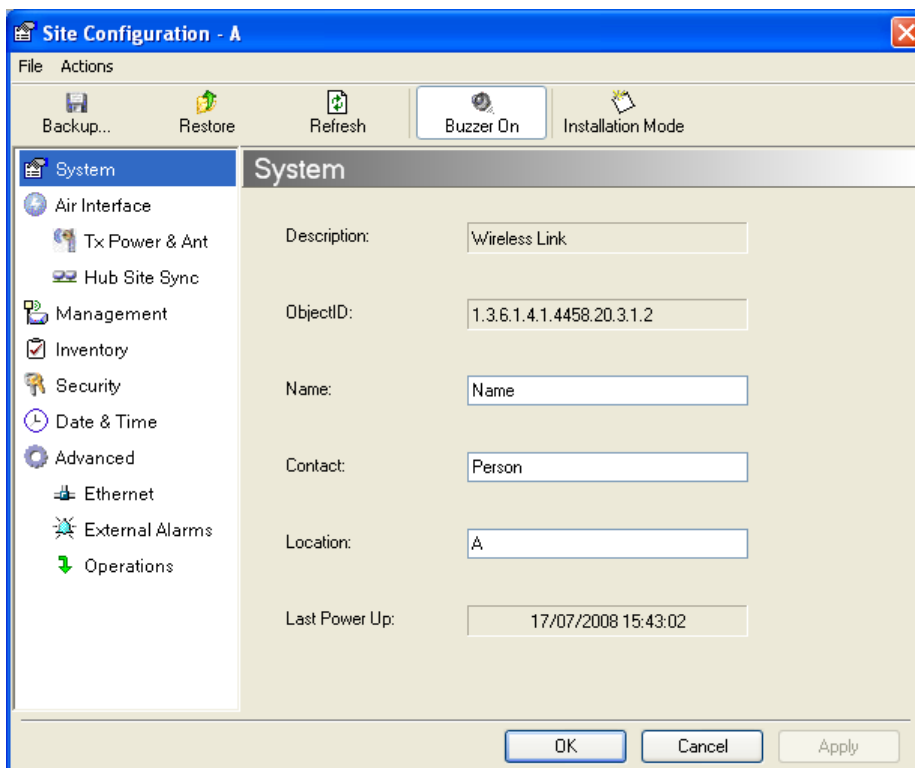 Site Configuration - A
File Actions
Backup... Restore Refresh Buzzer On Installation Mode
System
System
Air Interface
Tx Power & Ant
Hub Site Sync
Management
Inventory
Security
Date & Time
Advanced
Ethernet
External Alarms
Operations
Description: Wireless Link
ObjectID: 1.3.6.1.4.1.4458.20.3.1.2
Name: Name
Contact: Person
Location: A
Last Power Up: 17/07/2008 15:43:02
OK Cancel Apply